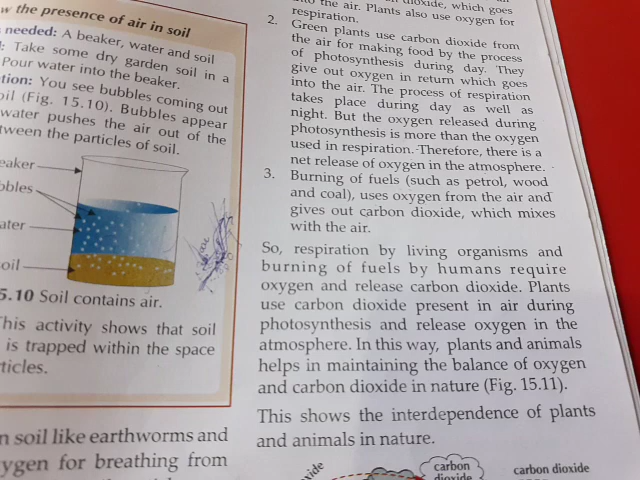 w the presence of air in soil
needed: A beaker, water and soil
: Take some dry garden soil in a
Pour water into the beaker.
tion: You see bubbles coming out
oil (Fig. 15.10). Bubbles appear
water pushes the air out of the
tween the particles of soil.
eaker
bbles
ater
oil
5.10 Soil contains air.
This activity shows that soil
is trapped within the space
ticles.
n soil like earthworms and
ygen for breathing from
the air. Plants also use oxygen for
respiration.
2. Green plants use carbon dioxide from
the air for making food by the process
of photosynthesis during day. They
give out oxygen in return which goes
into the air. The process of respiration
takes place during day as well as
night. But the oxygen released during
photosynthesis is more than the oxygen
used in respiration. Therefore, there is a
net release of oxygen in the atmosphere.
3. Burning of fuels (such as petrol, wood
and coal), uses oxygen from the air and
gives out carbon dioxide, which mixes
with the air.
So, respiration by living organisms and
burning of fuels by humans require
oxygen and release carbon dioxide. Plants
use carbon dioxide present in air during
photosynthesis and release oxygen in the
atmosphere. In this way, plants and animals
helps in maintaining the balance of oxygen
and carbon dioxide in nature (Fig. 15.11).
This shows the interdependence of plants
and animals in nature.
carbon
dioxide
carbon dioxide